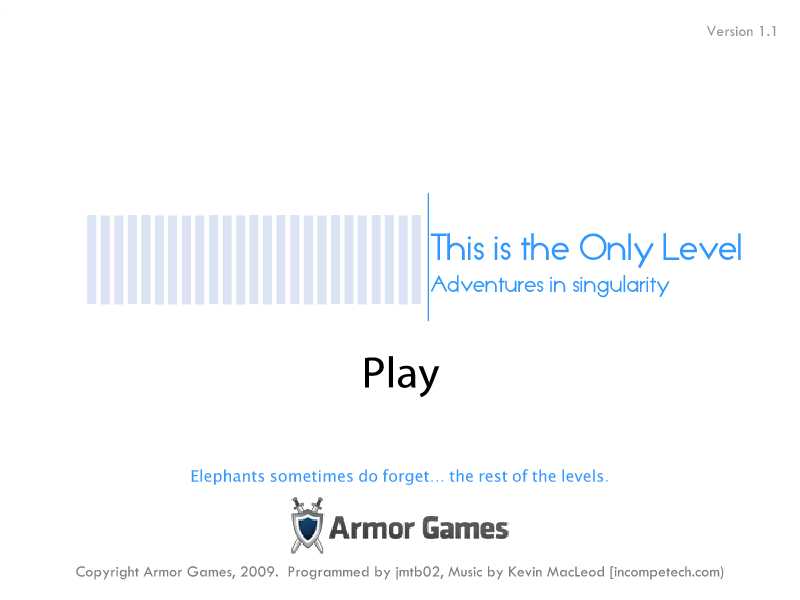 Version 1.1
This is the Only Level
Adventures in singularity
Play
Elephants sometimes do forget... the rest of the levels.
Armor Games
Copyright Armor Games, 2009.  Programmed by jmtb02, Music by Kevin MacLeod [incompetech.com)